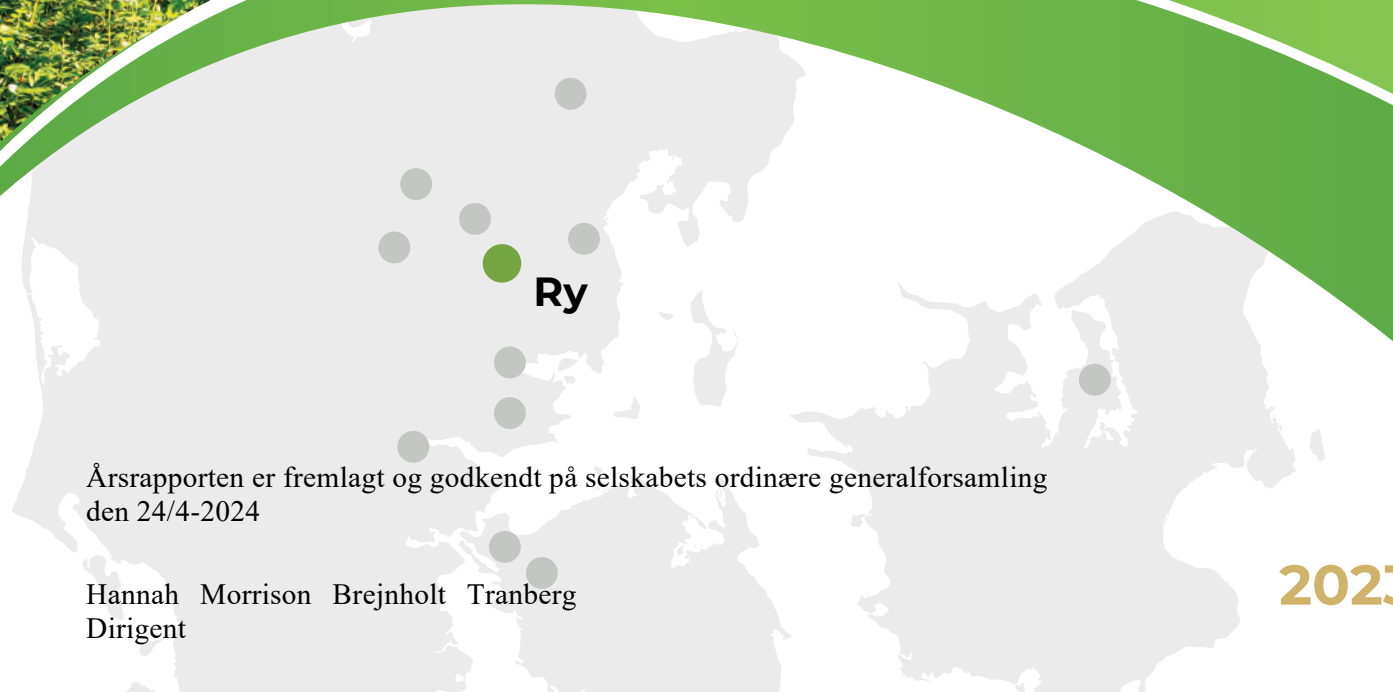 Ry
Årsrapporten er fremlagt og godkendt på selskabets ordinære generalforsamling
den 24/4-2024
Hannah Morrison Brejnholt Tranberg
Dirigent
2023